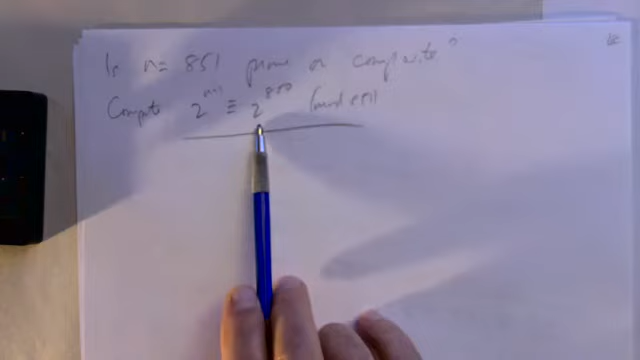 Is n = 851 prime or composite?
Compute 2^(n-1) ≡ 2^850 (mod 851)